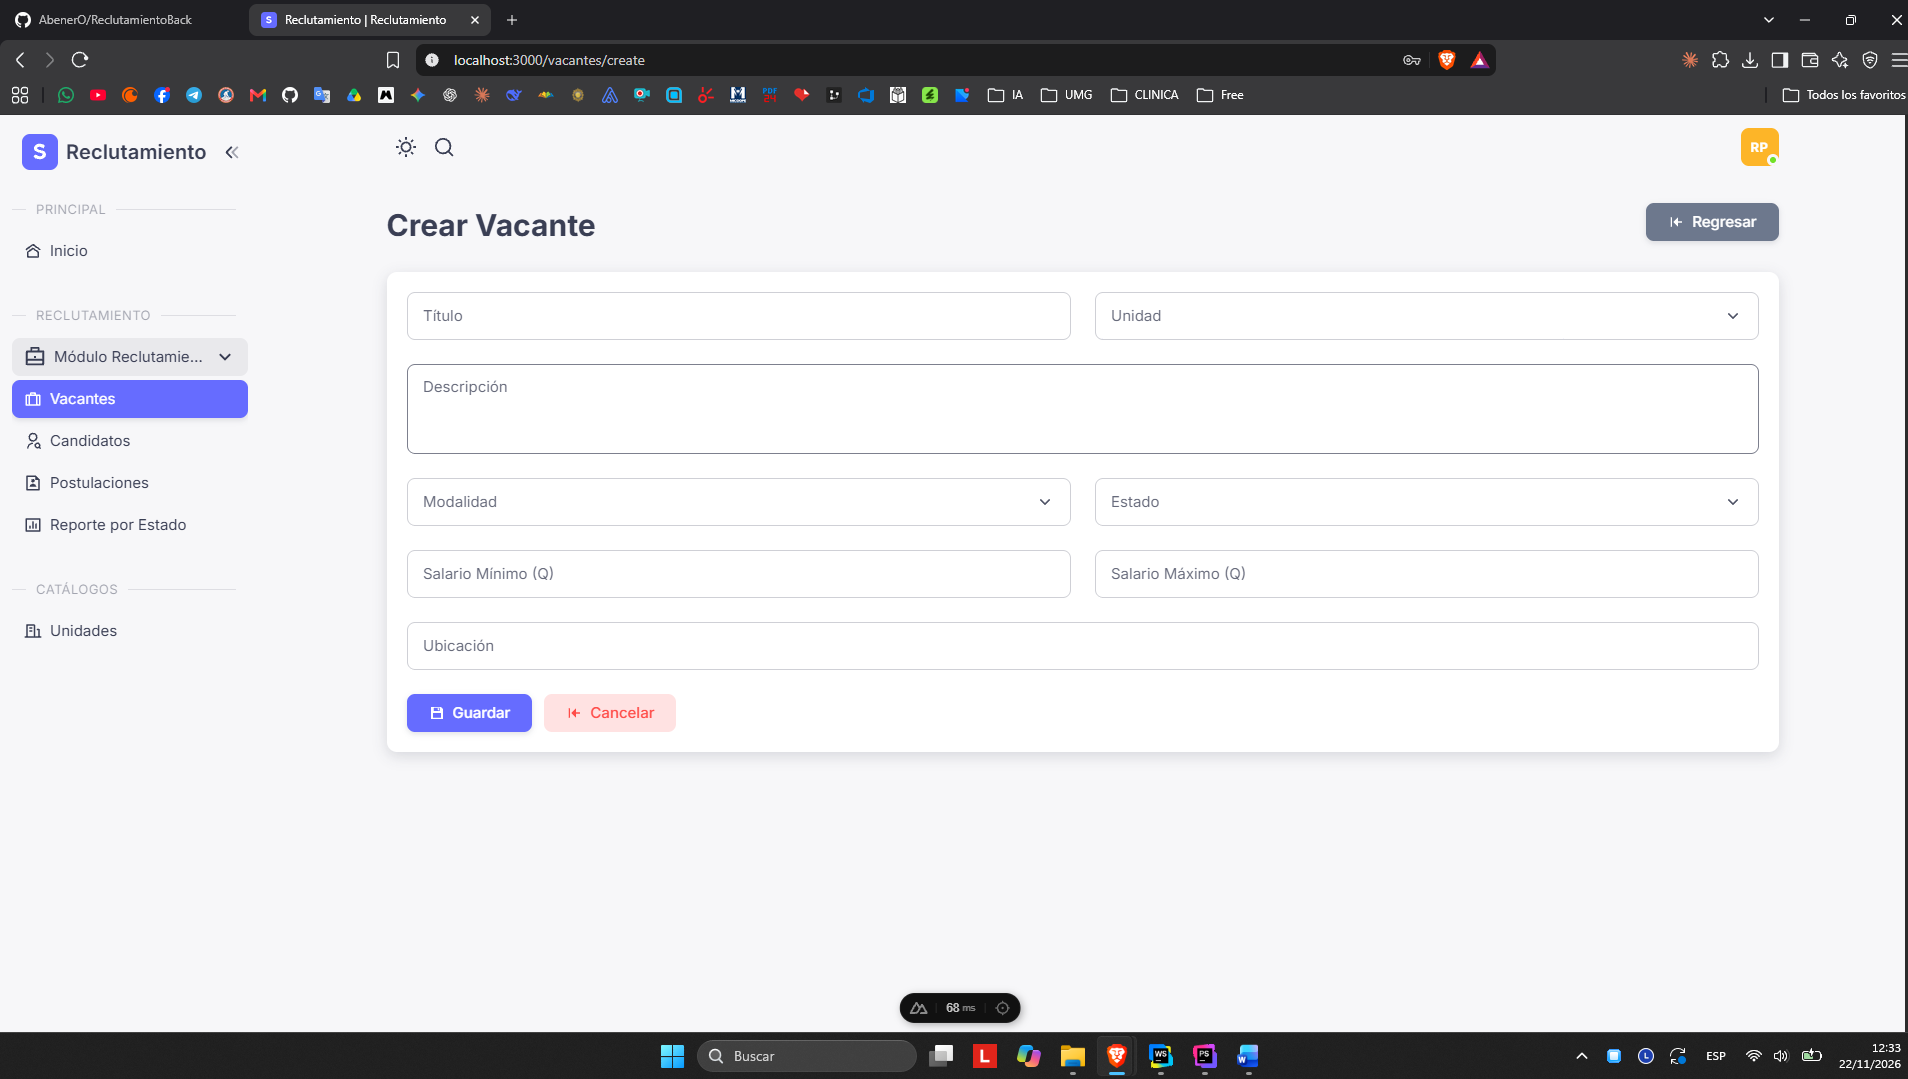 AbenerO/ReclutamientoBack
S Reclutamiento | Reclutamiento
localhost:3000/vacantes/create
IA
UMG
CLINICA
Free
Todos los favoritos
S Reclutamiento
RP
PRINCIPAL
Inicio
RECLUTAMIENTO
Módulo Reclutamie...
Vacantes
Candidatos
Postulaciones
Reporte por Estado
CATÁLOGOS
Unidades
Crear Vacante
Regresar
Título
Unidad
Descripción
Modalidad
Estado
Salario Mínimo (Q)
Salario Máximo (Q)
Ubicación
Guardar
Cancelar
68 ms
Buscar
L
WS
PS
W
L
ESP
12:33
22/11/2026